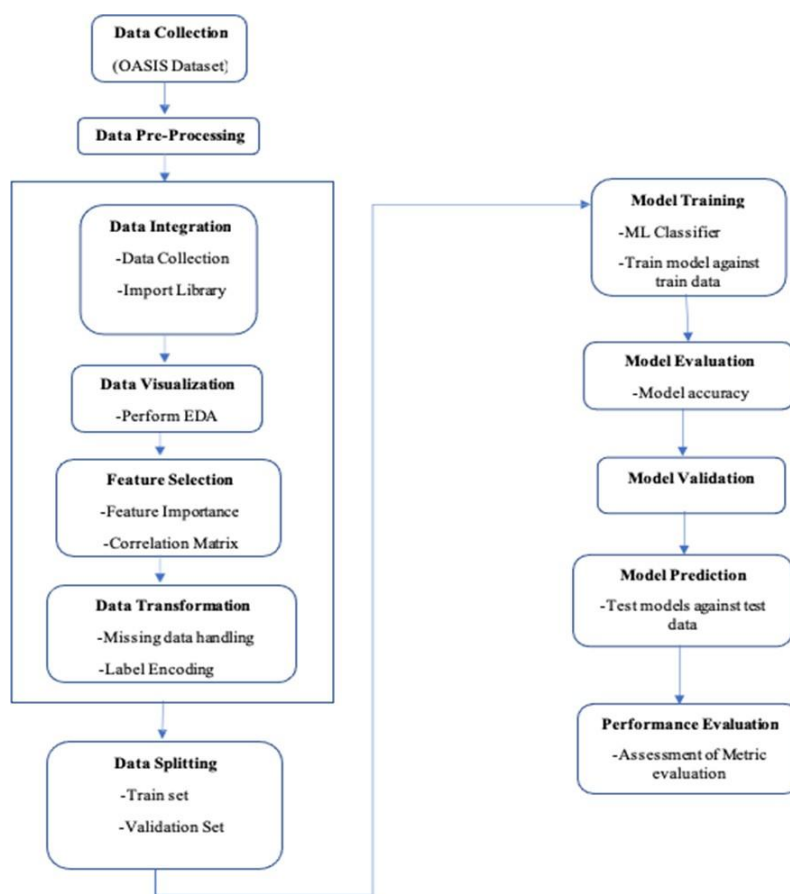 Data Collection
(OASIS Dataset)
Data Pre-Processing
Data Integration
-Data Collection
-Import Library
Data Visualization
-Perform EDA
Feature Selection
-Feature Importance
-Correlation Matrix
Data Transformation
-Missing data handling
-Label Encoding
Data Splitting
-Train set
-Validation Set
Model Training
-ML Classifier
-Train model against
train data
Model Evaluation
-Model accuracy
Model Validation
Model Prediction
-Test models against test
data
Performance Evaluation
-Assessment of Metric
evaluation